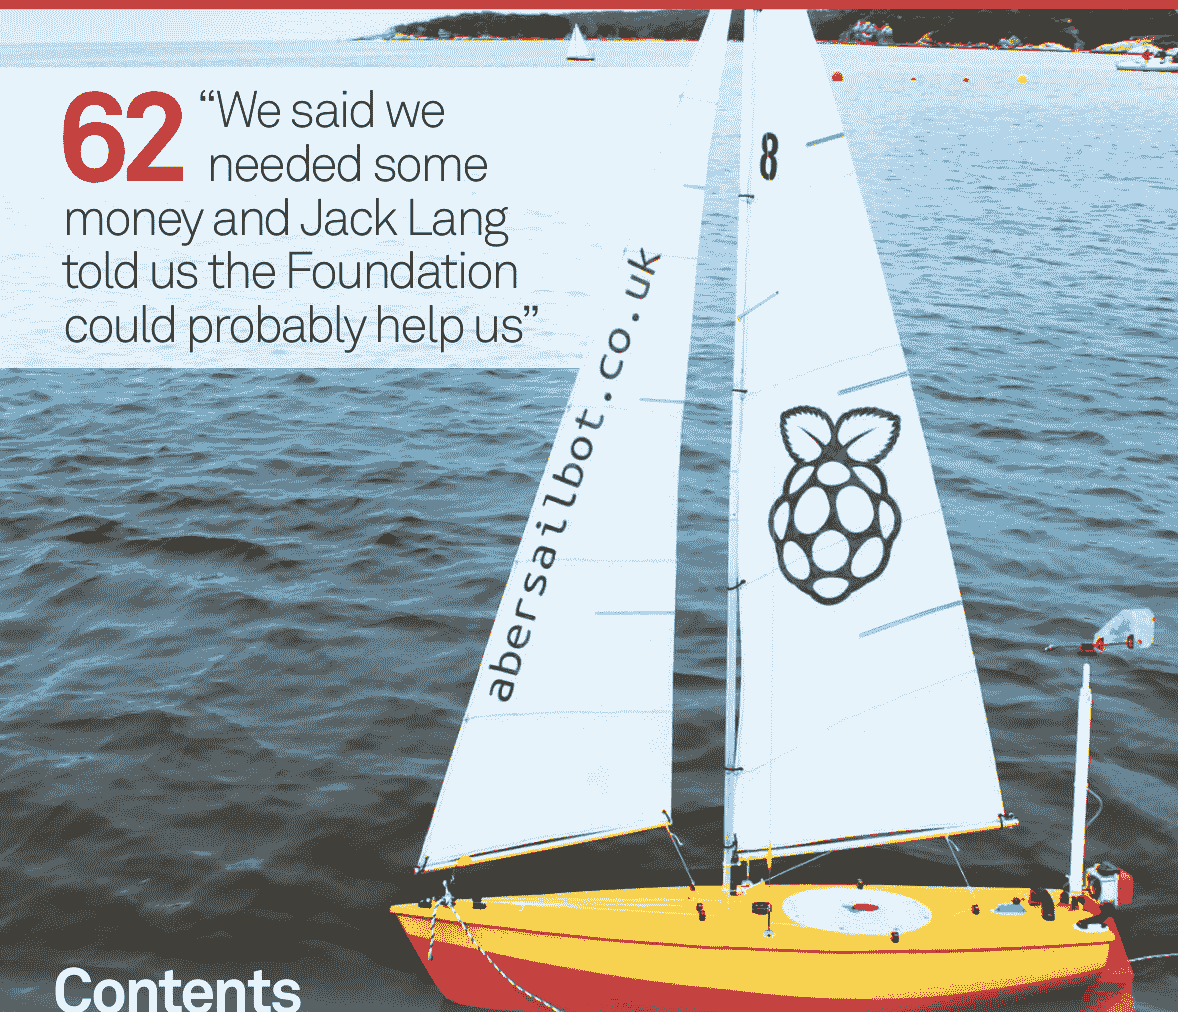 62 “We said we
needed some
money and Jack Lang
told us the Foundation
could probably help us”
8
abersailbot.co.uk
Contents